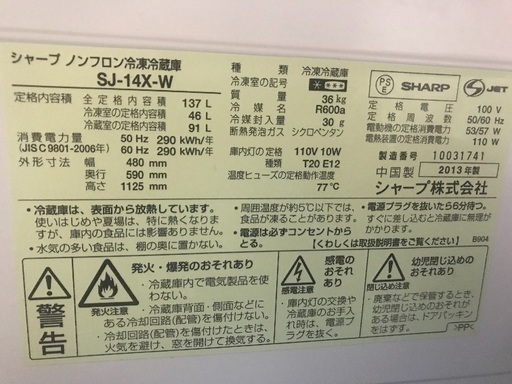 シャープ ノンフロン冷凍冷蔵庫
SJ-14X-W
定格内容積 全定格内容積 137 L
冷凍室の定格内容積 46 L
冷蔵室の定格内容積 91 L
消費電力量 50 Hz 290 kWh/年
(JIS C 9801-2006年) 60 Hz 290 kWh/年
外形寸法 幅 480 mm
奥行 590 mm
高さ 1125 mm
種類 冷凍冷蔵庫
冷凍室の記号
質量 36 kg
冷媒 R600a
冷媒封入量 30 g
断熱発泡ガス シクロペンタン
庫内灯の定格 110V 10W
種類 T20 E12
温度ヒューズの定格動作温度
77℃
PSE SHARP JET
定格電圧 100 V
定格周波数 50/60 Hz
電動機の定格消費電力 53/57 W
電熱装置の定格消費電力 110 W
製造番号 10031741
中国製 2013年製
シャープ株式会社
•冷蔵庫は、表面から放熱しています。
使いはじめや夏場は、特に熱くなりますが、庫内の食品には影響ありません。
•水気の多い食品は、棚の奥に置かない。
•周囲温度が約5℃以下では、食品が凍ることがあります。
•電源は必ずコンセントからとる。
•電源プラグを抜いたら6分待つ。
すぐに差し込むと冷蔵庫に無理がかかります。
【くわしくは取扱説明書をご覧ください】
B904
警告
発火・爆発のおそれあり
発火注意
•冷蔵庫内で電気製品を使わない。
•冷蔵庫背面・側面などにある冷却回路(配管)を傷付けない。
•冷却回路(配管)を傷付けたときは、火気を避け、窓を開けて換気する。
感電のおそれあり
感電注意
•庫内灯の交換や冷蔵庫のお手入れ時は、電源プラグを抜く。
幼児閉じ込めのおそれあり
•廃棄などで保管するとき、幼児閉じ込めのおそれがある場合は、ドアパッキンをはずす。
>PP<